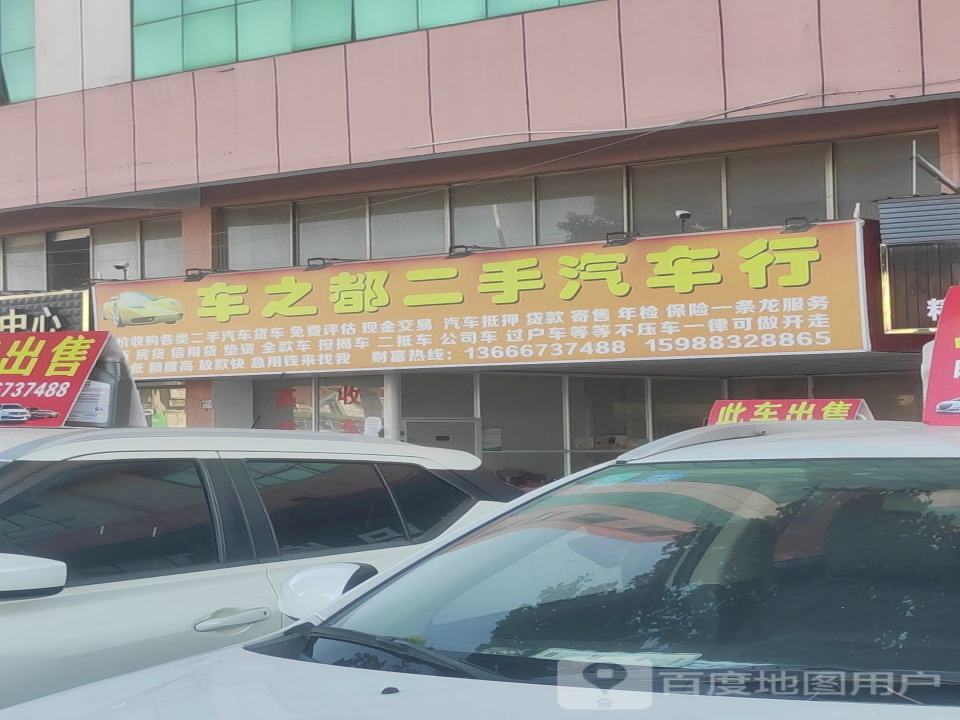 车之都二手汽车行
价收购各类二手汽车货车 免费评估 现金交易 汽车抵押 贷款 寄售 年检 保险一条龙服务
房贷 信用贷 垫资 全款车 按揭车 二抵车 公司车 过户车等等不压车一律可做开走
低 额度高 放款快 急用钱来找我 财富热线：13666737488 15988328865
中心
出售
6737488
此车出售
收
百度地图用户